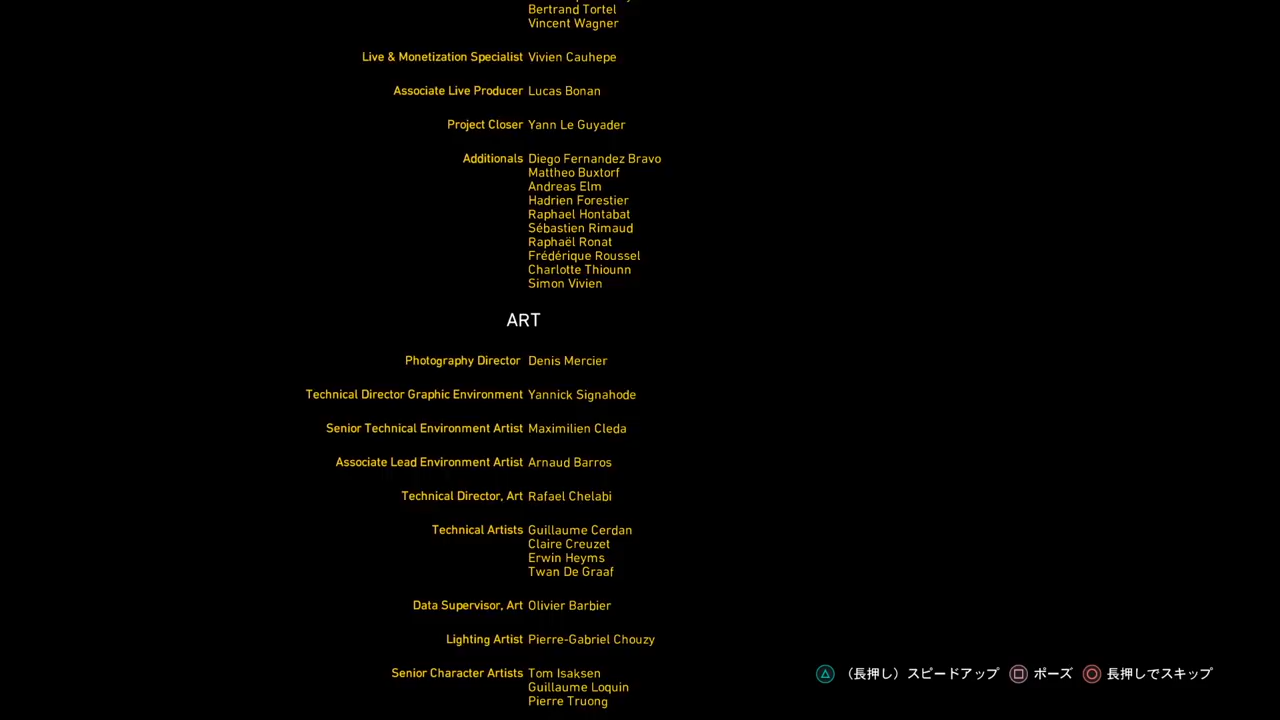 Bertrand Tortel
Vincent Wagner
Live & Monetization Specialist Vivien Cauhepe
Associate Live Producer Lucas Bonan
Project Closer Yann Le Guyader
Additionals Diego Fernandez Bravo
Mattheo Buxtorf
Andreas Elm
Hadrien Forestier
Raphael Hontabat
Sébastien Rimaud
Raphaël Ronat
Frédérique Roussel
Charlotte Thiounn
Simon Vivien
ART
Photography Director Denis Mercier
Technical Director Graphic Environment Yannick Signahode
Senior Technical Environment Artist Maximilien Cleda
Associate Lead Environment Artist Arnaud Barros
Technical Director, Art Rafael Chelabi
Technical Artists Guillaume Cerdan
Claire Creuzet
Erwin Heyms
Twan De Graaf
Data Supervisor, Art Olivier Barbier
Lighting Artist Pierre-Gabriel Chouzy
Senior Character Artists Tom Isaksen
Guillaume Loquin
Pierre Truong
（長押し）スピードアップ ポーズ 長押しでスキップ